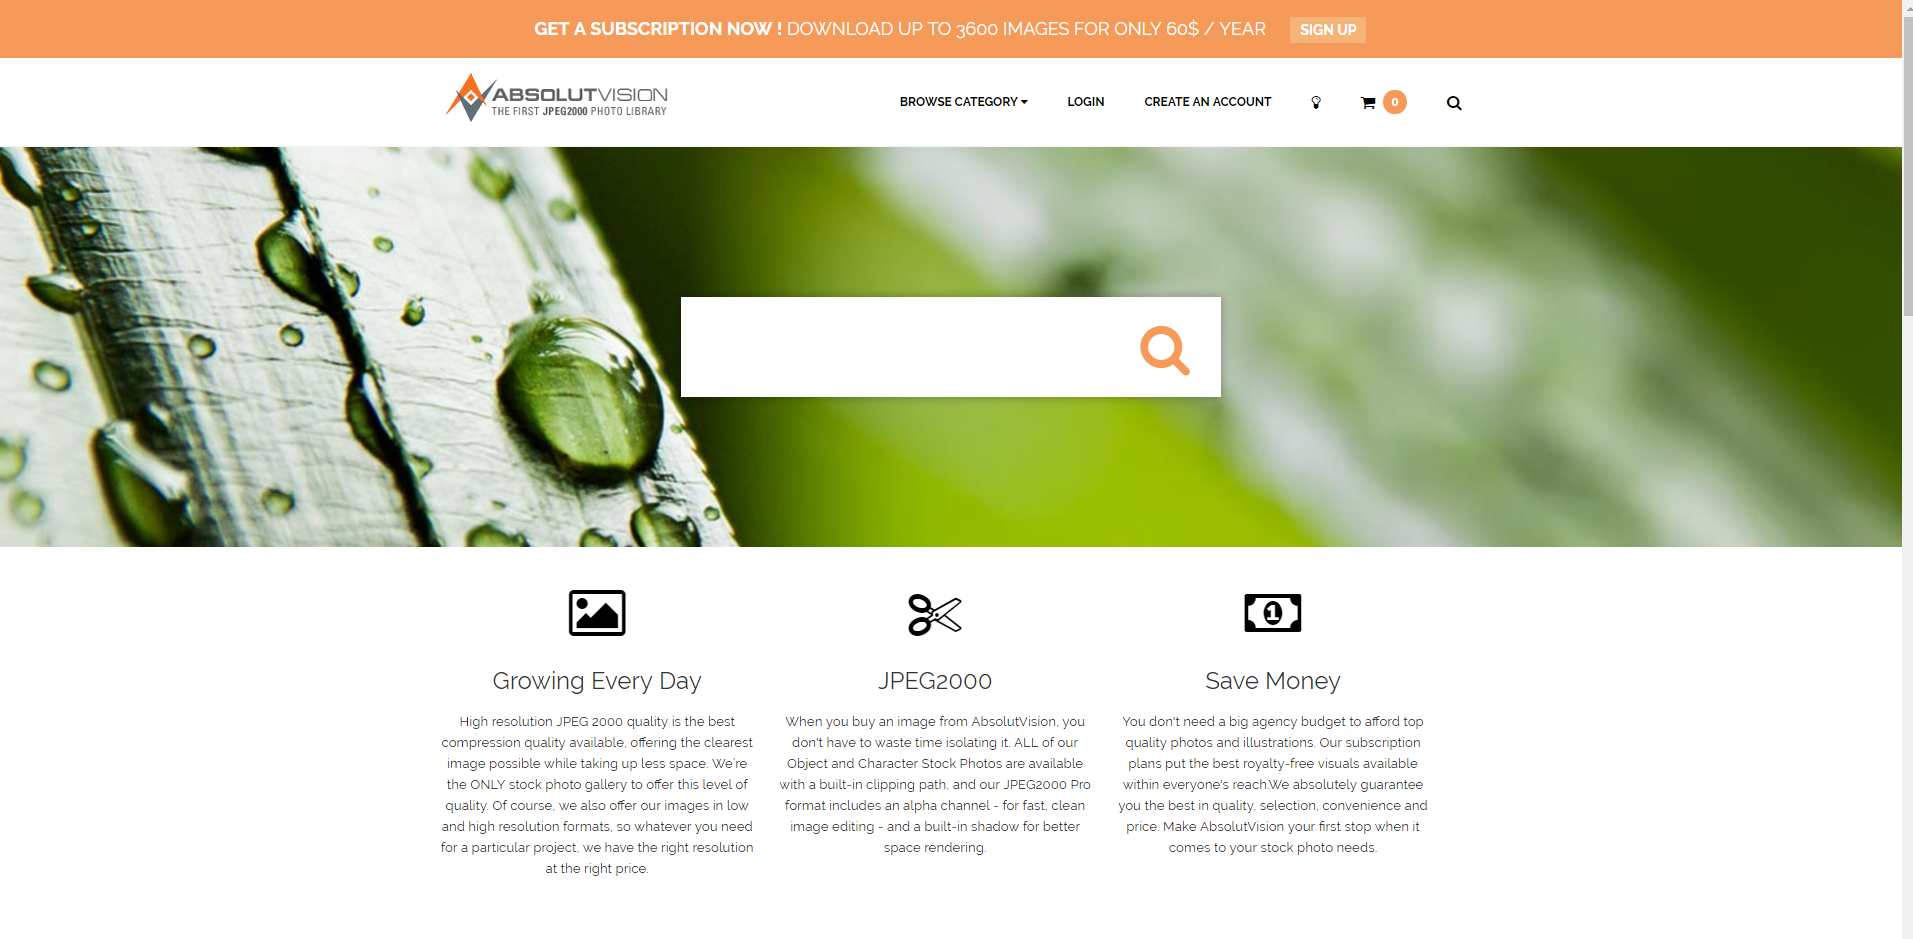 GET A SUBSCRIPTION NOW ! DOWNLOAD UP TO 3600 IMAGES FOR ONLY 60$ / YEAR SIGN UP
ABSOLUTVISION
THE FIRST JPEG2000 PHOTO LIBRARY
BROWSE CATEGORY LOGIN CREATE AN ACCOUNT 0
1
Growing Every Day
High resolution JPEG 2000 quality is the best
compression quality available, offering the clearest
image possible while taking up less space. We're
the ONLY stock photo gallery to offer this level of
quality. Of course, we also offer our images in low
and high resolution formats, so whatever you need
for a particular project, we have the right resolution
at the right price.
JPEG2000
When you buy an image from AbsolutVision, you
don't have to waste time isolating it. ALL of our
Object and Character Stock Photos are available
with a built-in clipping path, and our JPEG2000 Pro
format includes an alpha channel - for fast, clean
image editing - and a built-in shadow for better
space rendering.
Save Money
You don't need a big agency budget to afford top
quality photos and illustrations. Our subscription
plans put the best royalty-free visuals available
within everyone's reach.We absolutely guarantee
you the best in quality, selection, convenience and
price. Make AbsolutVision your first stop when it
comes to your stock photo needs.